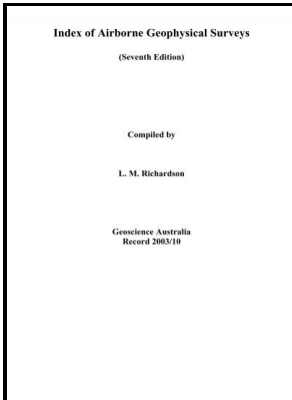 Index of Airborne Geophysical Surveys
(Seventh Edition)
Compiled by
L. M. Richardson
Geoscience Australia
Record 2003/10